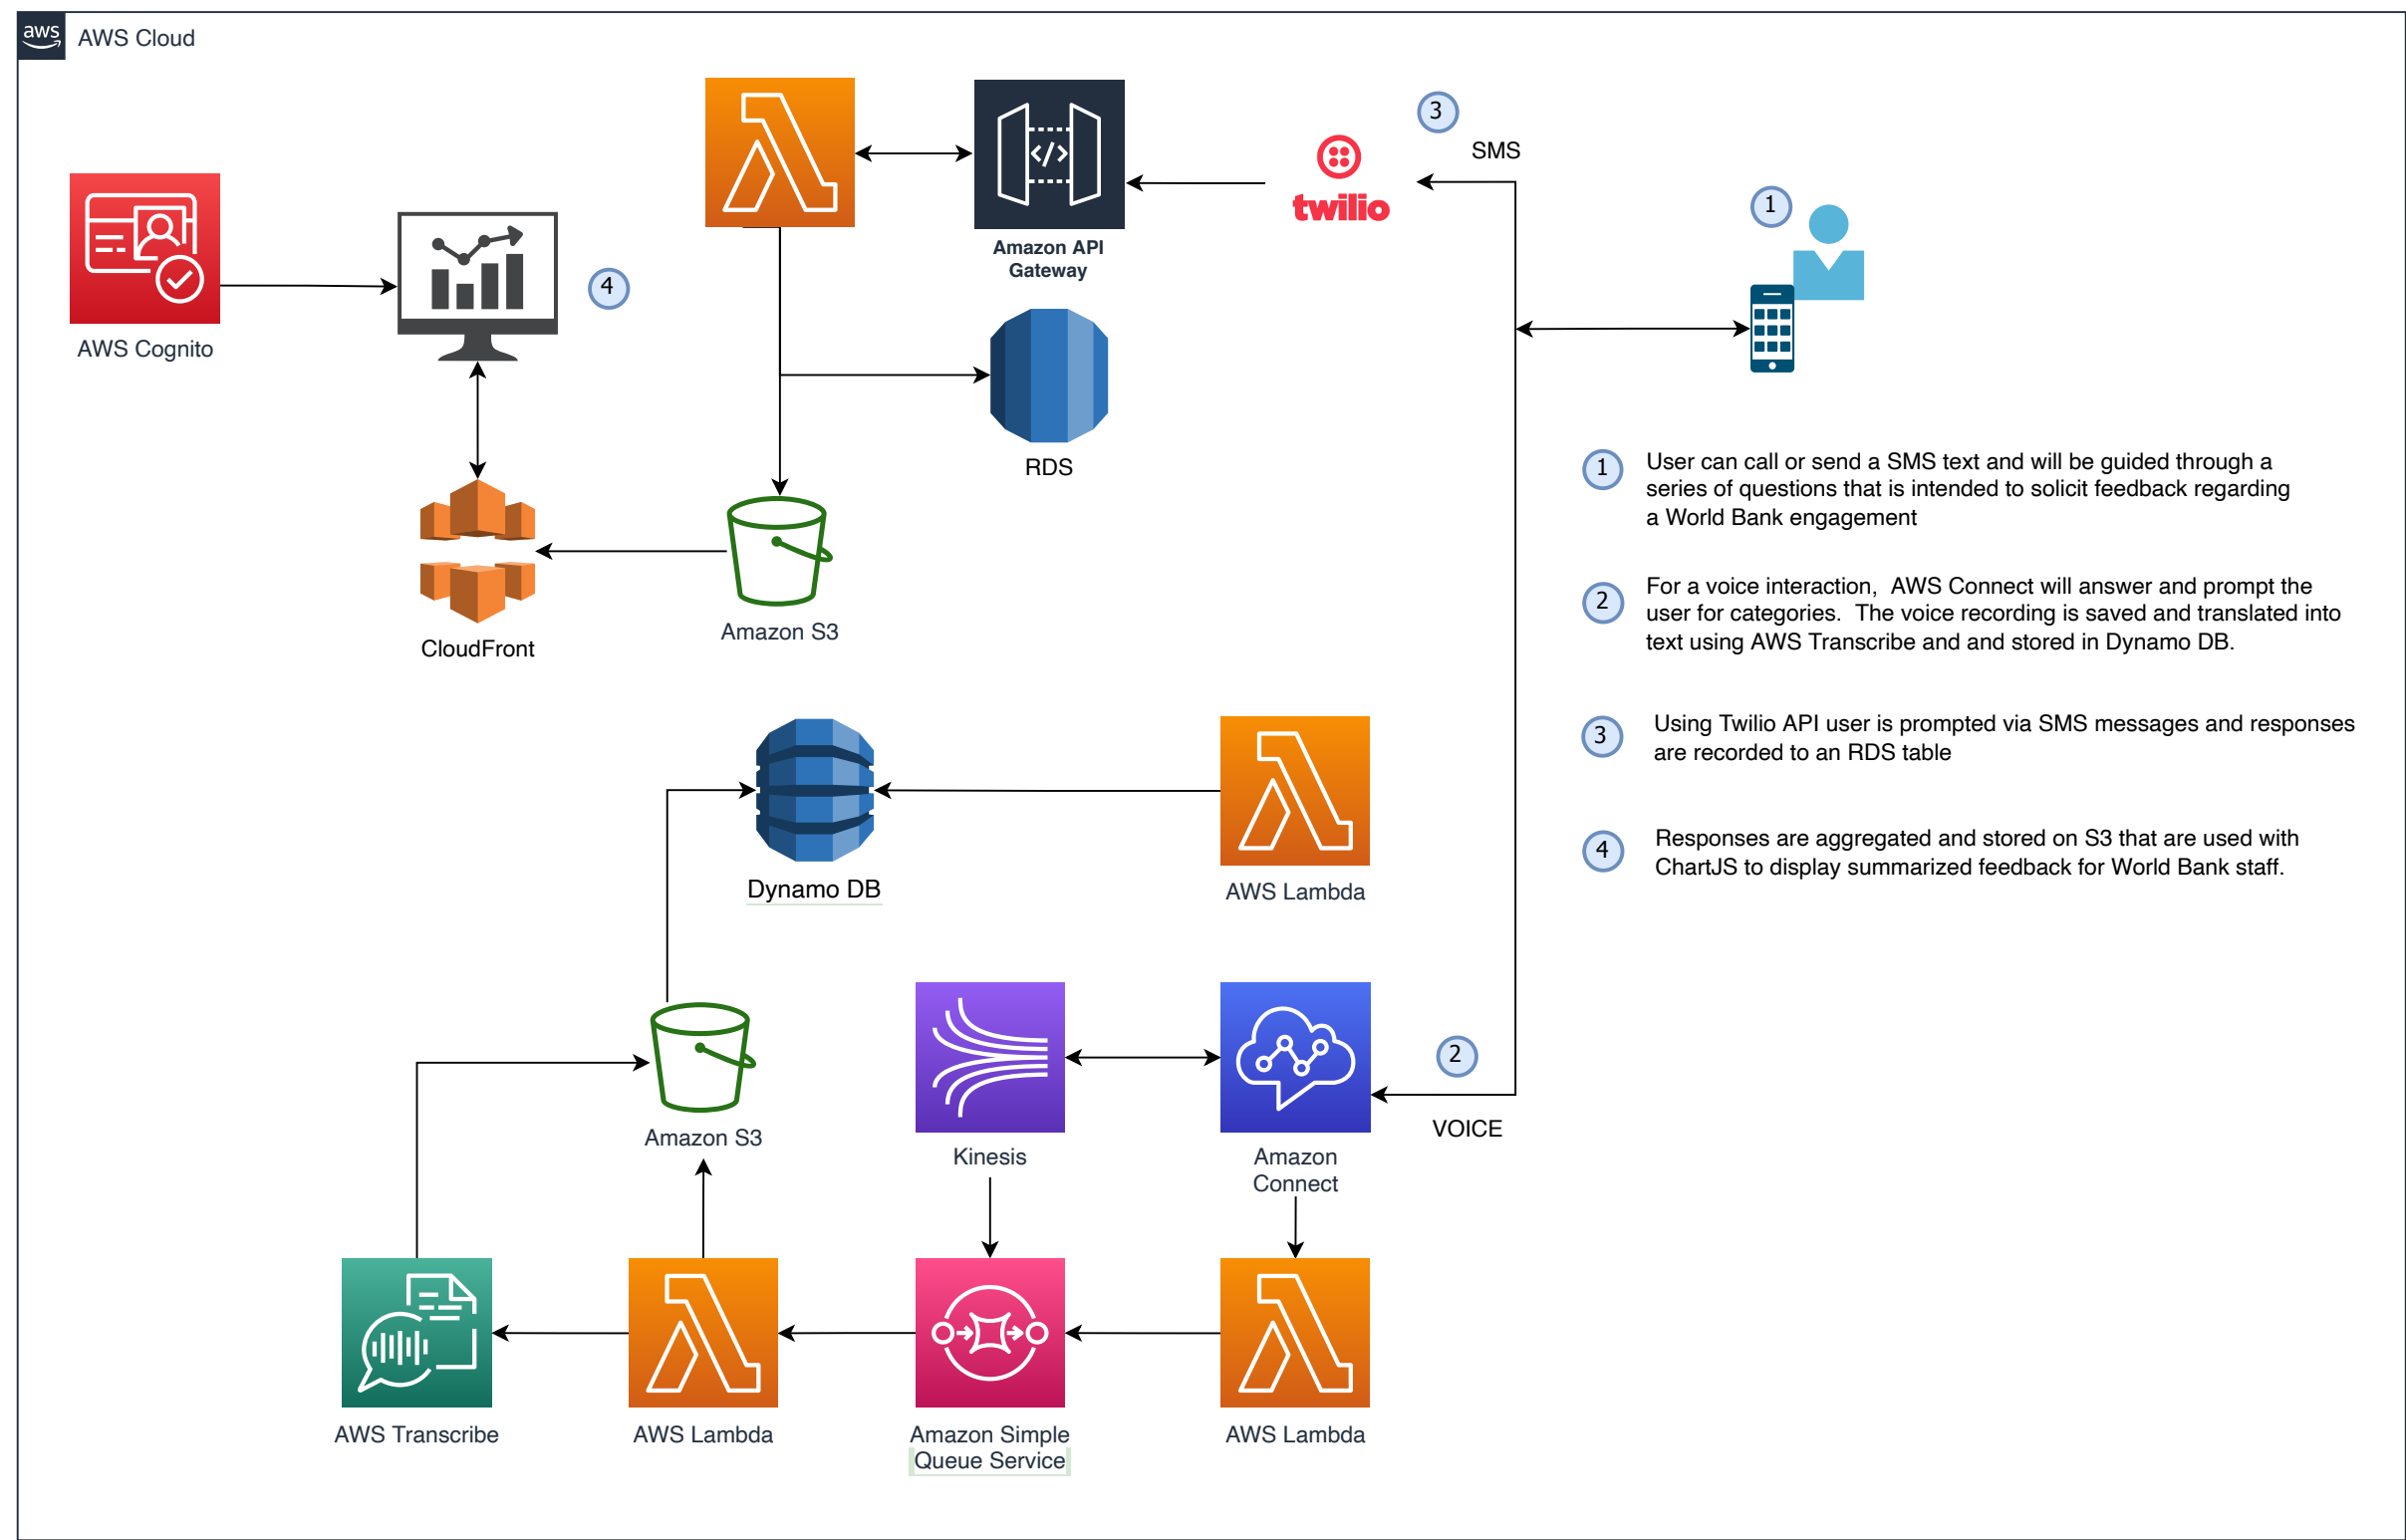 aws
AWS Cloud
3
SMS
twilio
1
Amazon API
Gateway
4
AWS Cognito
RDS
CloudFront
Amazon S3
1
User can call or send a SMS text and will be guided through a
series of questions that is intended to solicit feedback regarding
a World Bank engagement
2
For a voice interaction,  AWS Connect will answer and prompt the
user for categories.  The voice recording is saved and translated into
text using AWS Transcribe and and stored in Dynamo DB.
3
Using Twilio API user is prompted via SMS messages and responses
are recorded to an RDS table
4
Responses are aggregated and stored on S3 that are used with
ChartJS to display summarized feedback for World Bank staff.
Dynamo DB
AWS Lambda
2
VOICE
Amazon S3
Kinesis
Amazon
Connect
AWS Transcribe
AWS Lambda
Amazon Simple
Queue Service
AWS Lambda